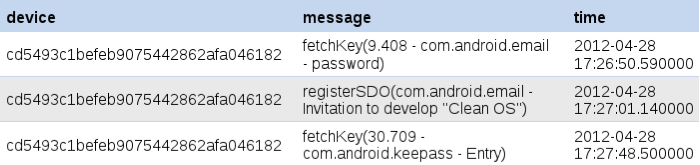 device message time
cd5493c1befeb9075442862afa046182 fetchKey(9.408 - com.android.email 2012-04-28
- password) 17:26:50.590000
cd5493c1befeb9075442862afa046182 registerSDO(com.android.email - 2012-04-28
Invitation to develop "Clean OS") 17:27:01.140000
cd5493c1befeb9075442862afa046182 fetchKey(30.709 - 2012-04-28
com.android.keepass - Entry) 17:27:48.500000